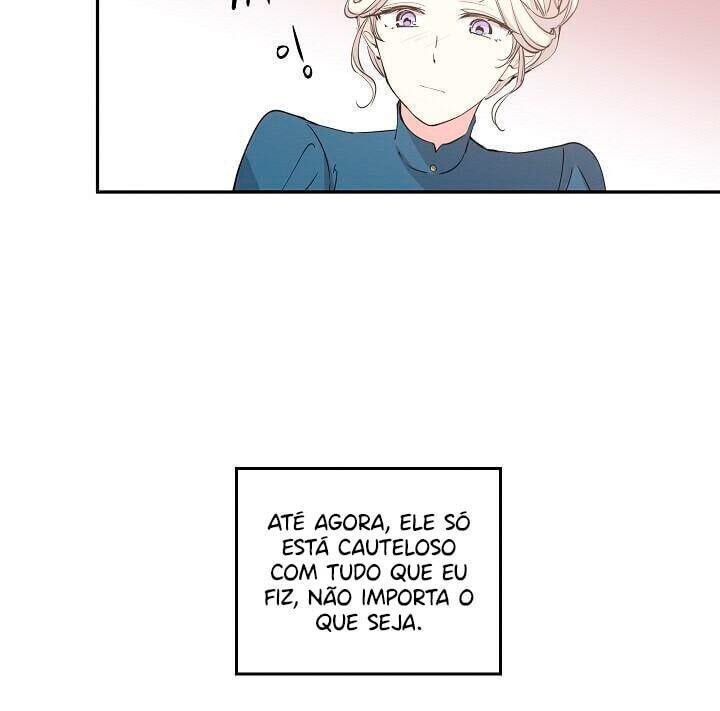 ATÉ AGORA, ELE SÓ
ESTÁ CAUTELOSO
COM TUDO QUE EU
FIZ, NÃO IMPORTA O
QUE SEJA.